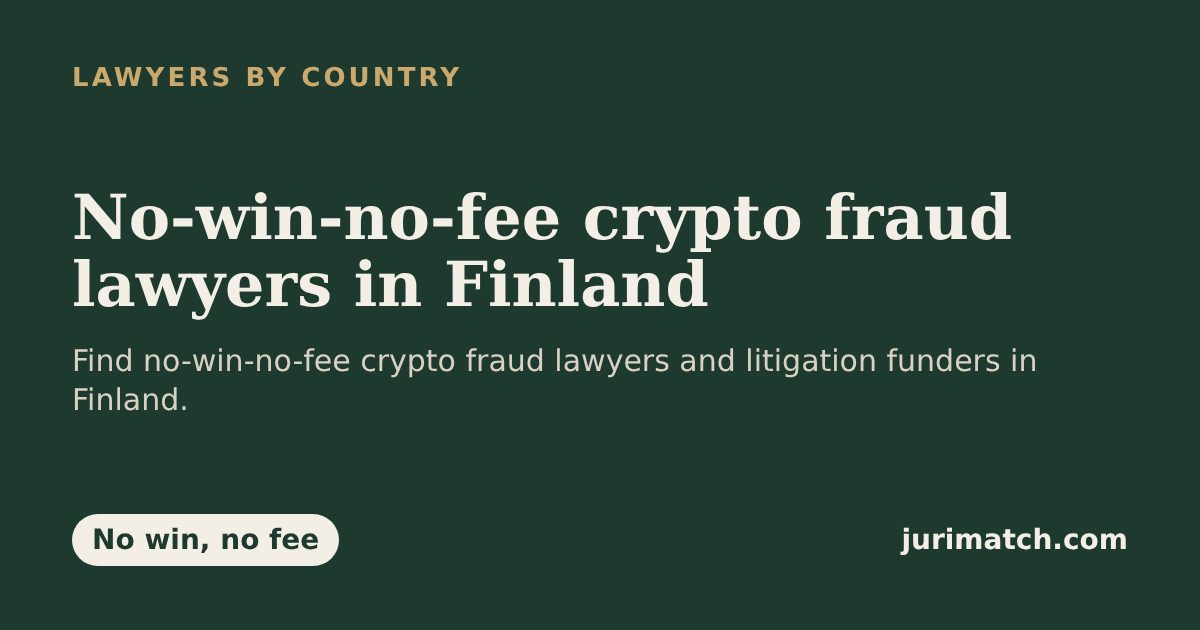 LAWYERS BY COUNTRY
No-win-no-fee crypto fraud
lawyers in Finland
Find no-win-no-fee crypto fraud lawyers and litigation funders in
Finland.
No win, no fee
jurimatch.com